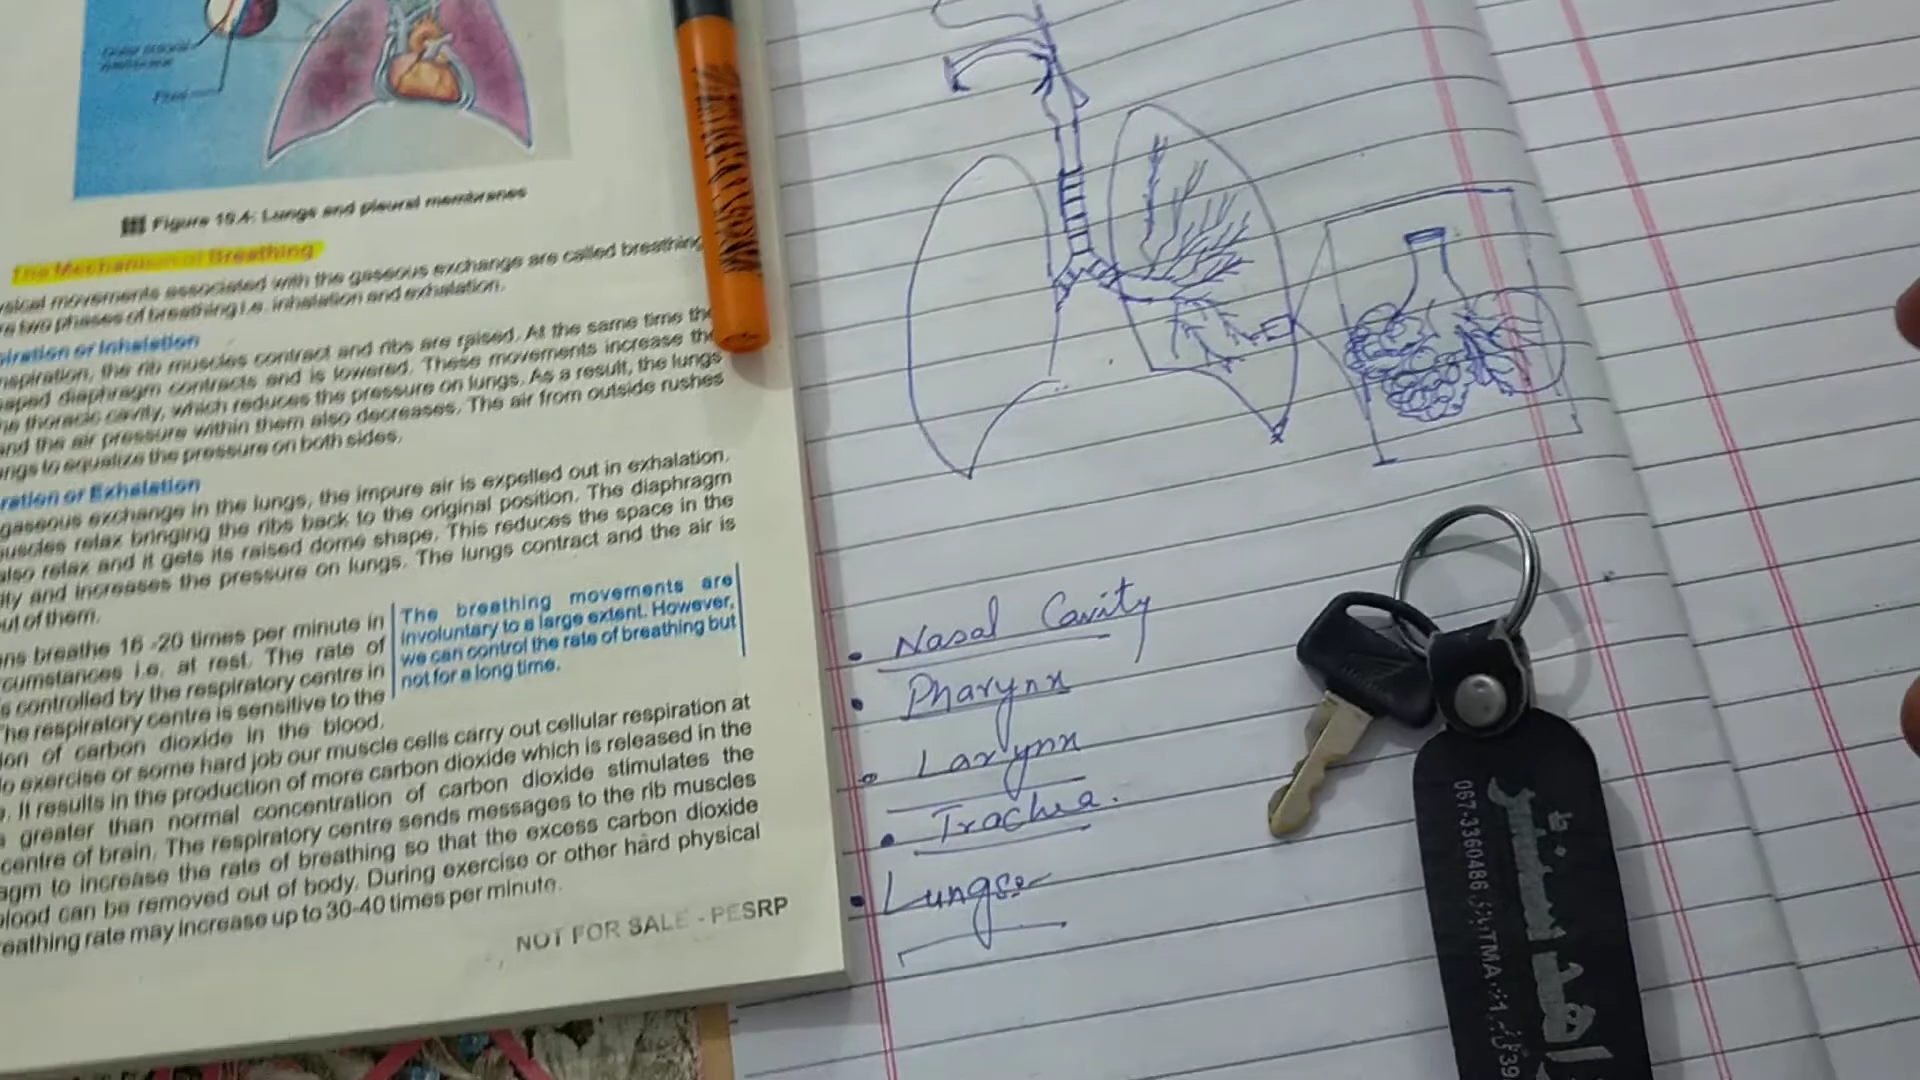 Figure 10.4: Lungs and pleural membranes
The Mechanism of Breathing
ysical movements associated with the gaseous exchange are called breathing
re two phases of breathing i.e. inhalation and exhalation.
piration or Inhalation
nspiration, the rib muscles contract and ribs are raised. At the same time the
haped diaphragm contracts and is lowered. These movements increase the
he thoracic cavity, which reduces the pressure on lungs. As a result, the lungs
and the air pressure within them also decreases. The air from outside rushes
ungs to equalize the pressure on both sides.
ration or Exhalation
gaseous exchange in the lungs, the impure air is expelled out in exhalation.
muscles relax bringing the ribs back to the original position. The diaphragm
also relax and it gets its raised dome shape. This reduces the space in the
ity and increases the pressure on lungs. The lungs contract and the air is
ut of them.
ans breathe 16 -20 times per minute in
rcumstances i.e. at rest. The rate of
s controlled by the respiratory centre in
The respiratory centre is sensitive to the
ion of carbon dioxide in the blood.
The breathing movements are
involuntary to a large extent. However,
we can control the rate of breathing but
not for a long time.
o exercise or some hard job our muscle cells carry out cellular respiration at
. It results in the production of more carbon dioxide which is released in the
s greater than normal concentration of carbon dioxide stimulates the
centre of brain. The respiratory centre sends messages to the rib muscles
agm to increase the rate of breathing so that the excess carbon dioxide
blood can be removed out of body. During exercise or other hard physical
eathing rate may increase up to 30-40 times per minute.
NOT FOR SALE - PESRP
• Nasal Cavity
• Pharynx
• Larynx
• Trachea.
• Lungs
067-3360486